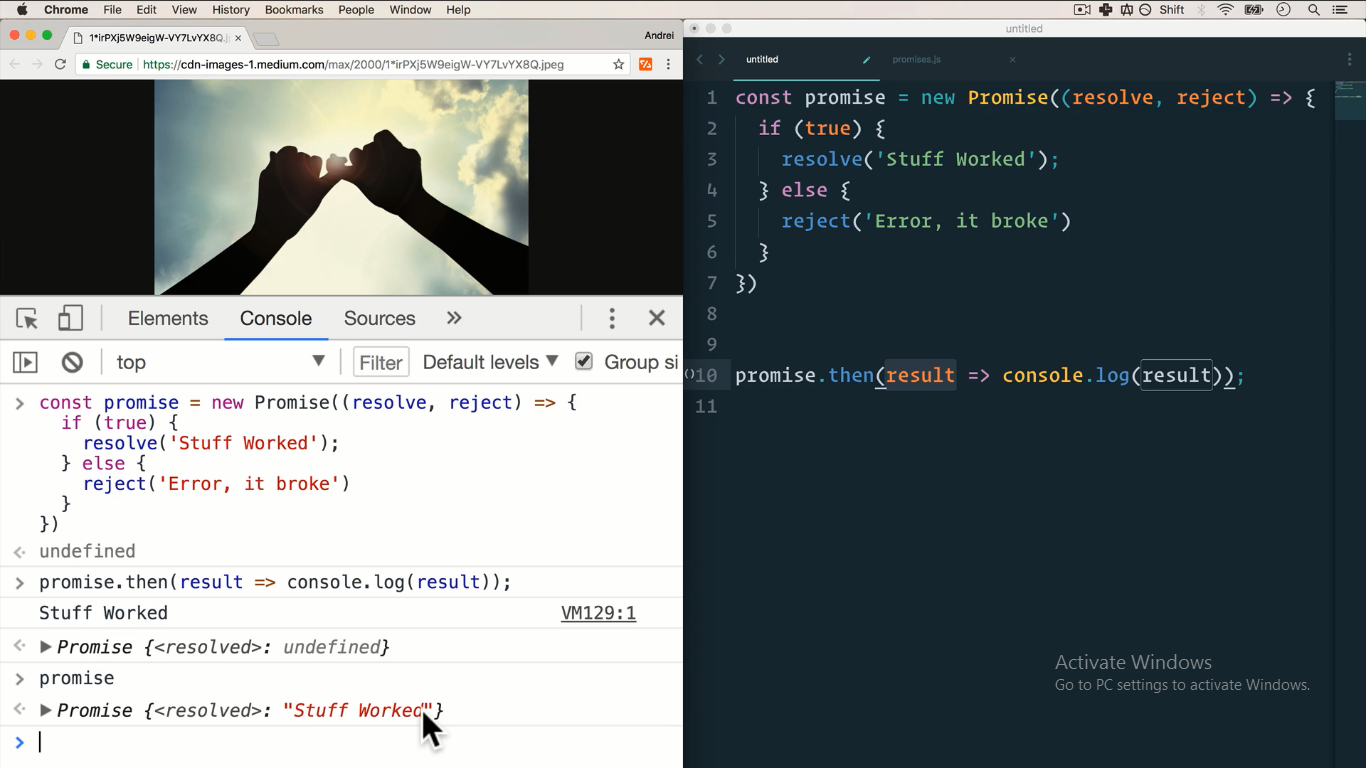 Chrome File Edit View History Bookmarks People Window Help Shift
1*irPXj5W9eigW-VY7LvYX8Q.j Andrei
Secure https://cdn-images-1.medium.com/max/2000/1*irPXj5W9eigW-VY7LvYX8Q.jpeg
Elements Console Sources
top Filter Default levels Group si
const promise = new Promise((resolve, reject) => {
if (true) {
resolve('Stuff Worked');
} else {
reject('Error, it broke')
}
})
undefined
promise.then(result => console.log(result));
Stuff Worked VM129:1
Promise {<resolved>: undefined}
promise
Promise {<resolved>: "Stuff Worked"}
untitled
untitled promises.js
1 const promise = new Promise((resolve, reject) => {
2 if (true) {
3 resolve('Stuff Worked');
4 } else {
5 reject('Error, it broke')
6 }
7 })
8
9
10 promise.then(result => console.log(result));
11
Activate Windows
Go to PC settings to activate Windows.